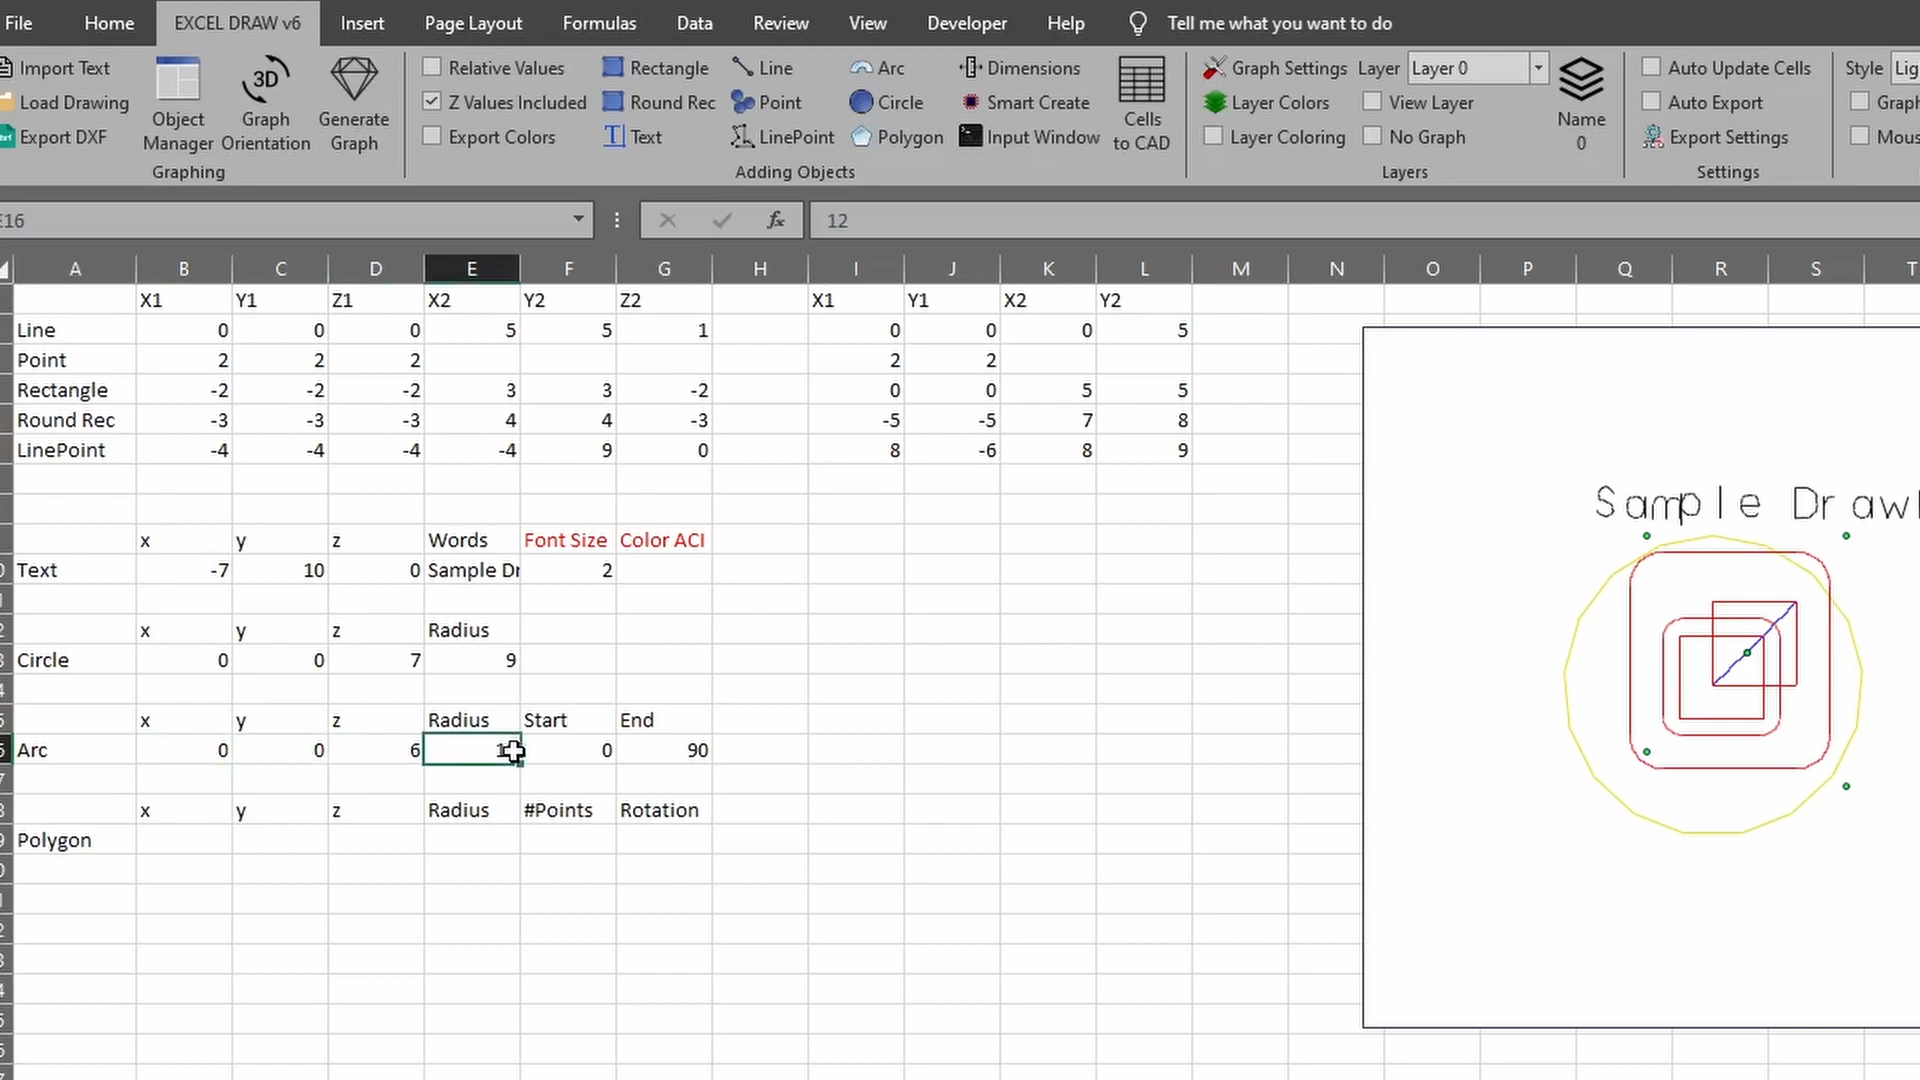 File Home EXCEL DRAW v6 Insert Page Layout Formulas Data Review View Developer Help Tell me what you want to do
Import Text Relative Values Rectangle Line Arc Dimensions Graph Settings Layer Layer 0 Auto Update Cells Style
Load Drawing 3D Z Values Included Round Rec Point Circle Smart Create Layer Colors View Layer Auto Export
Object Graph Generate Cells Name
Export DXF Manager Orientation Graph Export Colors Text LinePoint Polygon Input Window to CAD Layer Coloring No Graph 0 Export Settings
Graphing Adding Objects Layers Settings
E16 fx 12
A B C D E F G H I J K L M N O P Q R S T
X1 Y1 Z1 X2 Y2 Z2 X1 Y1 X2 Y2
Line 0 0 0 5 5 1 0 0 0 5
Point 2 2 2 2 2
Rectangle -2 -2 -2 3 3 -2 0 0 5 5
Round Rec -3 -3 -3 4 4 -3 -5 -5 7 8
LinePoint -4 -4 -4 -4 9 0 8 -6 8 9
Sample
x y z Words Font Size Color ACI
Text -7 10 0 Sample 2
x y z Radius
Circle 0 0 7 9
x y z Radius Start End
Arc 0 0 6 0 90
x y z Radius #Points Rotation
Polygon